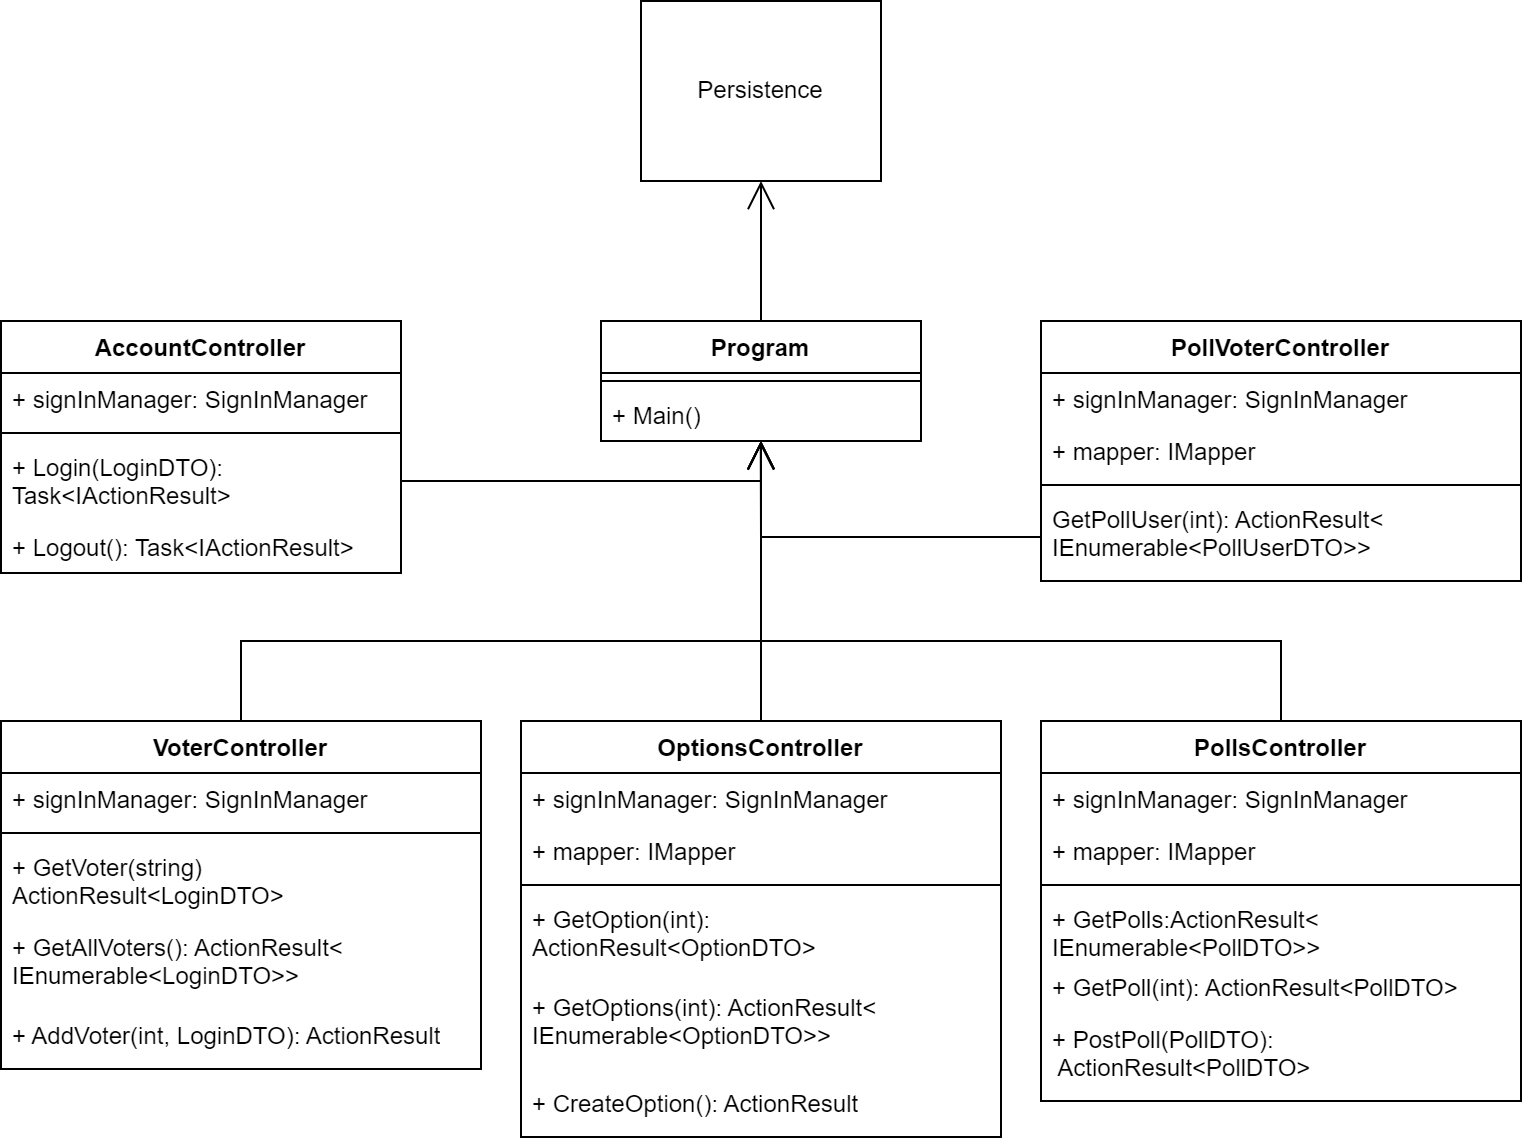 Persistence
AccountController
+ signInManager: SignInManager
+ Login(LoginDTO):
Task<IActionResult>
+ Logout(): Task<IActionResult>
Program
+ Main()
PollVoterController
+ signInManager: SignInManager
+ mapper: IMapper
GetPollUser(int): ActionResult<
IEnumerable<PollUserDTO>>
VoterController
+ signInManager: SignInManager
+ GetVoter(string)
ActionResult<LoginDTO>
+ GetAllVoters(): ActionResult<
IEnumerable<LoginDTO>>
+ AddVoter(int, LoginDTO): ActionResult
OptionsController
+ signInManager: SignInManager
+ mapper: IMapper
+ GetOption(int):
ActionResult<OptionDTO>
+ GetOptions(int): ActionResult<
IEnumerable<OptionDTO>>
+ CreateOption(): ActionResult
PollsController
+ signInManager: SignInManager
+ mapper: IMapper
+ GetPolls:ActionResult<
IEnumerable<PollDTO>>
+ GetPoll(int): ActionResult<PollDTO>
+ PostPoll(PollDTO):
ActionResult<PollDTO>